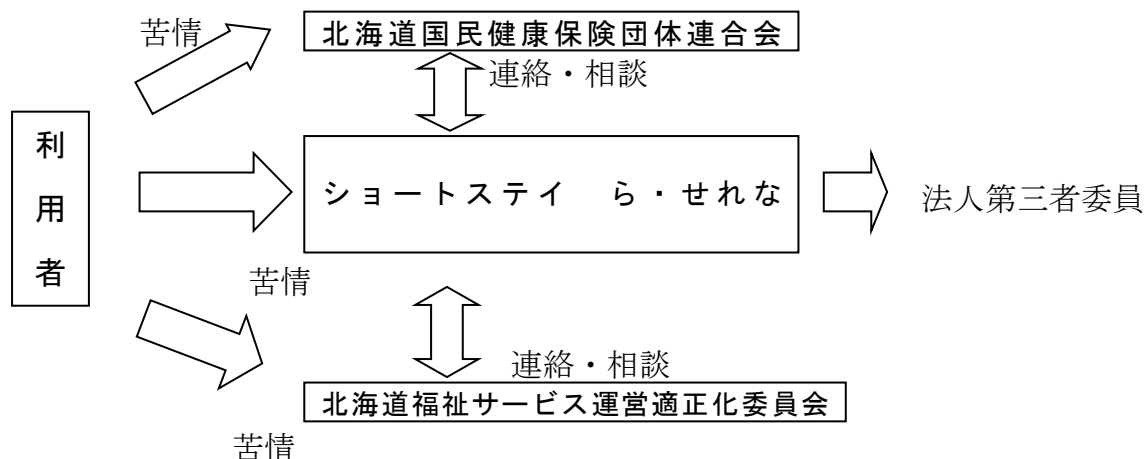 苦情
北海道国民健康保険団体連合会
連絡・相談
利用者
ショートステイ　ら・せれな
法人第三者委員
苦情
連絡・相談
北海道福祉サービス運営適正化委員会
苦情